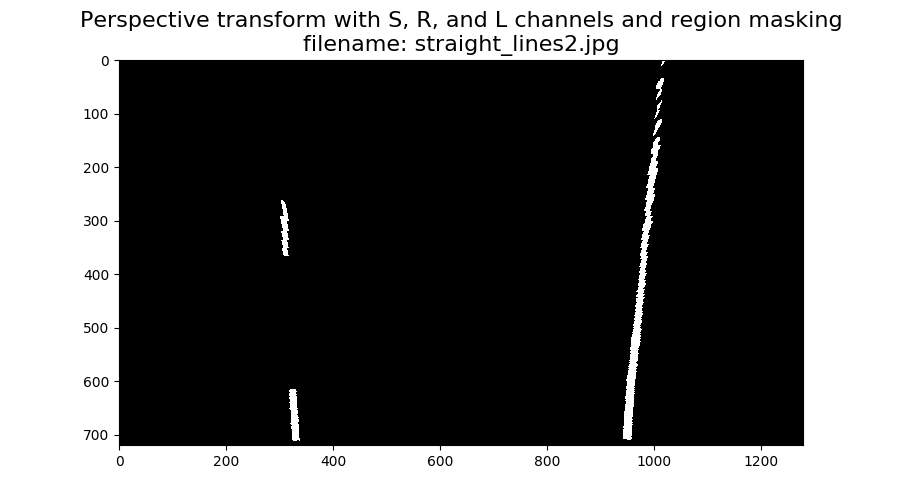 Perspective transform with S, R, and L channels and region masking
filename: straight_lines2.jpg
0
100
200
300
400
500
600
700
0 200 400 600 800 1000 1200